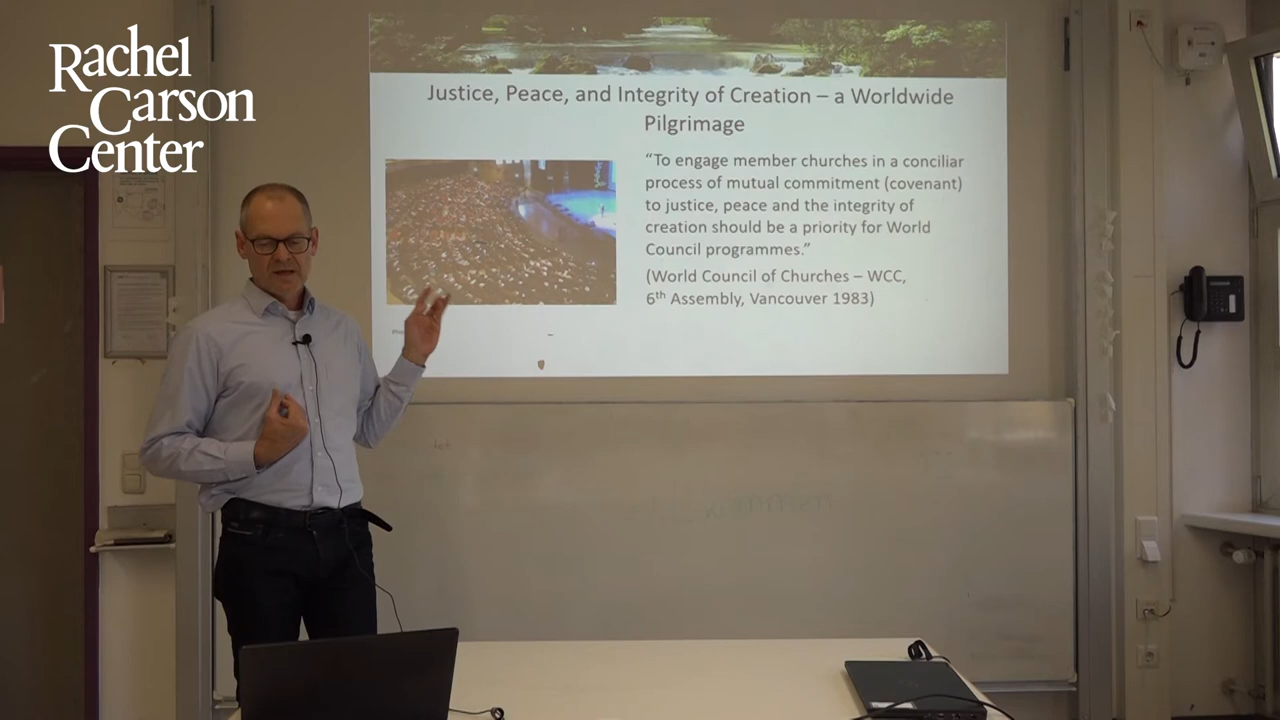 Rachel
Carson
Center
Justice, Peace, and Integrity of Creation – a Worldwide
Pilgrimage
“To engage member churches in a conciliar
process of mutual commitment (covenant)
to justice, peace and the integrity of
creation should be a priority for World
Council programmes.”
(World Council of Churches – WCC,
6th Assembly, Vancouver 1983)